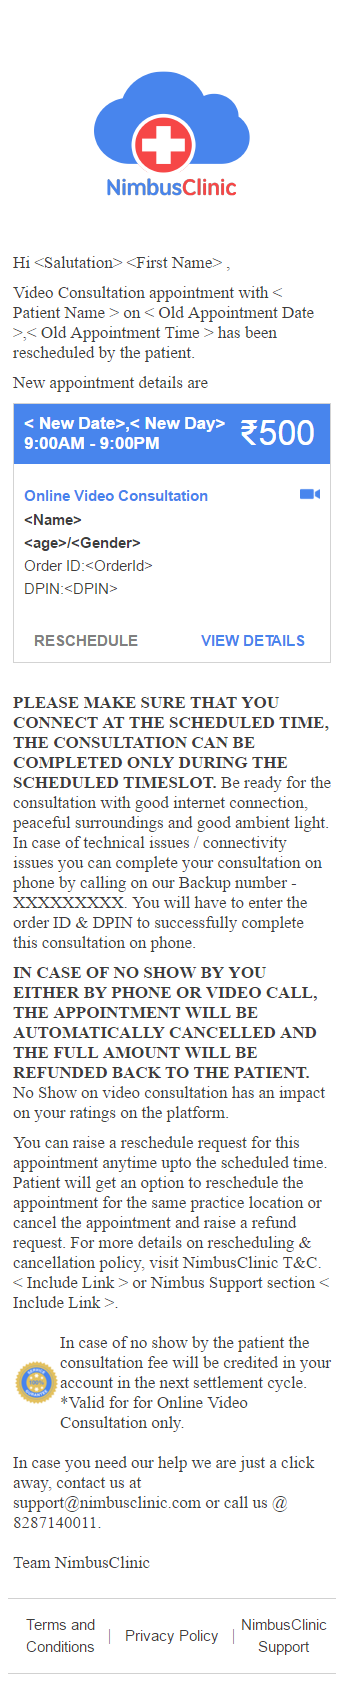 NimbusClinic
Hi <Salutation> <First Name> ,
Video Consultation appointment with <
Patient Name > on < Old Appointment Date
>,< Old Appointment Time > has been
rescheduled by the patient.
New appointment details are
< New Date>,< New Day>
9:00AM - 9:00PM
₹500
Online Video Consultation
<Name>
<age>/<Gender>
Order ID:<OrderId>
DPIN:<DPIN>
RESCHEDULE
VIEW DETAILS
PLEASE MAKE SURE THAT YOU
CONNECT AT THE SCHEDULED TIME,
THE CONSULTATION CAN BE
COMPLETED ONLY DURING THE
SCHEDULED TIMESLOT. Be ready for the
consultation with good internet connection,
peaceful surroundings and good ambient light.
In case of technical issues / connectivity
issues you can complete your consultation on
phone by calling on our Backup number -
XXXXXXXXX. You will have to enter the
order ID & DPIN to successfully complete
this consultation on phone.
IN CASE OF NO SHOW BY YOU
EITHER BY PHONE OR VIDEO CALL,
THE APPOINTMENT WILL BE
AUTOMATICALLY CANCELLED AND
THE FULL AMOUNT WILL BE
REFUNDED BACK TO THE PATIENT.
No Show on video consultation has an impact
on your ratings on the platform.
You can raise a reschedule request for this
appointment anytime upto the scheduled time.
Patient will get an option to reschedule the
appointment for the same practice location or
cancel the appointment and raise a refund
request. For more details on rescheduling &
cancellation policy, visit NimbusClinic T&C.
< Include Link > or Nimbus Support section <
Include Link >.
100%
In case of no show by the patient the
consultation fee will be credited in your
account in the next settlement cycle.
*Valid for for Online Video
Consultation only.
In case you need our help we are just a click
away, contact us at
support@nimbusclinic.com or call us @
8287140011.
Team NimbusClinic
Terms and
Conditions
Privacy Policy
NimbusClinic
Support